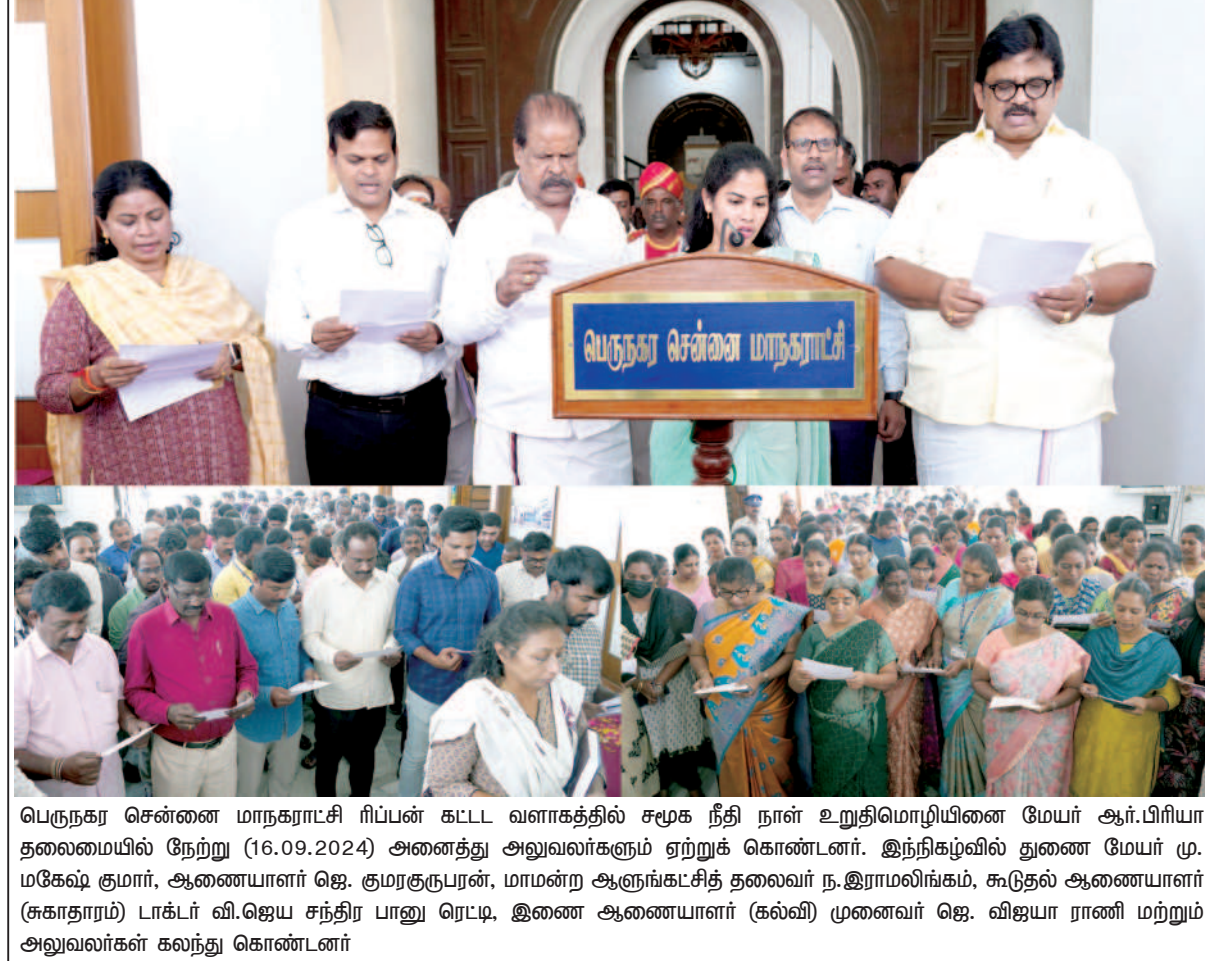 பெருநகர சென்னை மாநகராட்சி
பெருநகர சென்னை மாநகராட்சி ரிப்பன் கட்டட வளாகத்தில் சமூக நீதி நாள் உறுதிமொழியினை மேயர் ஆர்.பிரியா
தலைமையில் நேற்று (16.09.2024) அனைத்து அலுவலர்களும் ஏற்றுக் கொண்டனர். இந்நிகழ்வில் துணை மேயர் மு.
மகேஷ் குமார், ஆணையாளர் ஜெ. குமரகுருபரன், மாமன்ற ஆளுங்கட்சித் தலைவர் ந.இராமலிங்கம், கூடுதல் ஆணையாளர்
(சுகாதாரம்) டாக்டர் வி.ஜெய சந்திர பானு ரெட்டி, இணை ஆணையாளர் (கல்வி) முனைவர் ஜெ. விஜயா ராணி மற்றும்
அலுவலர்கள் கலந்து கொண்டனர்